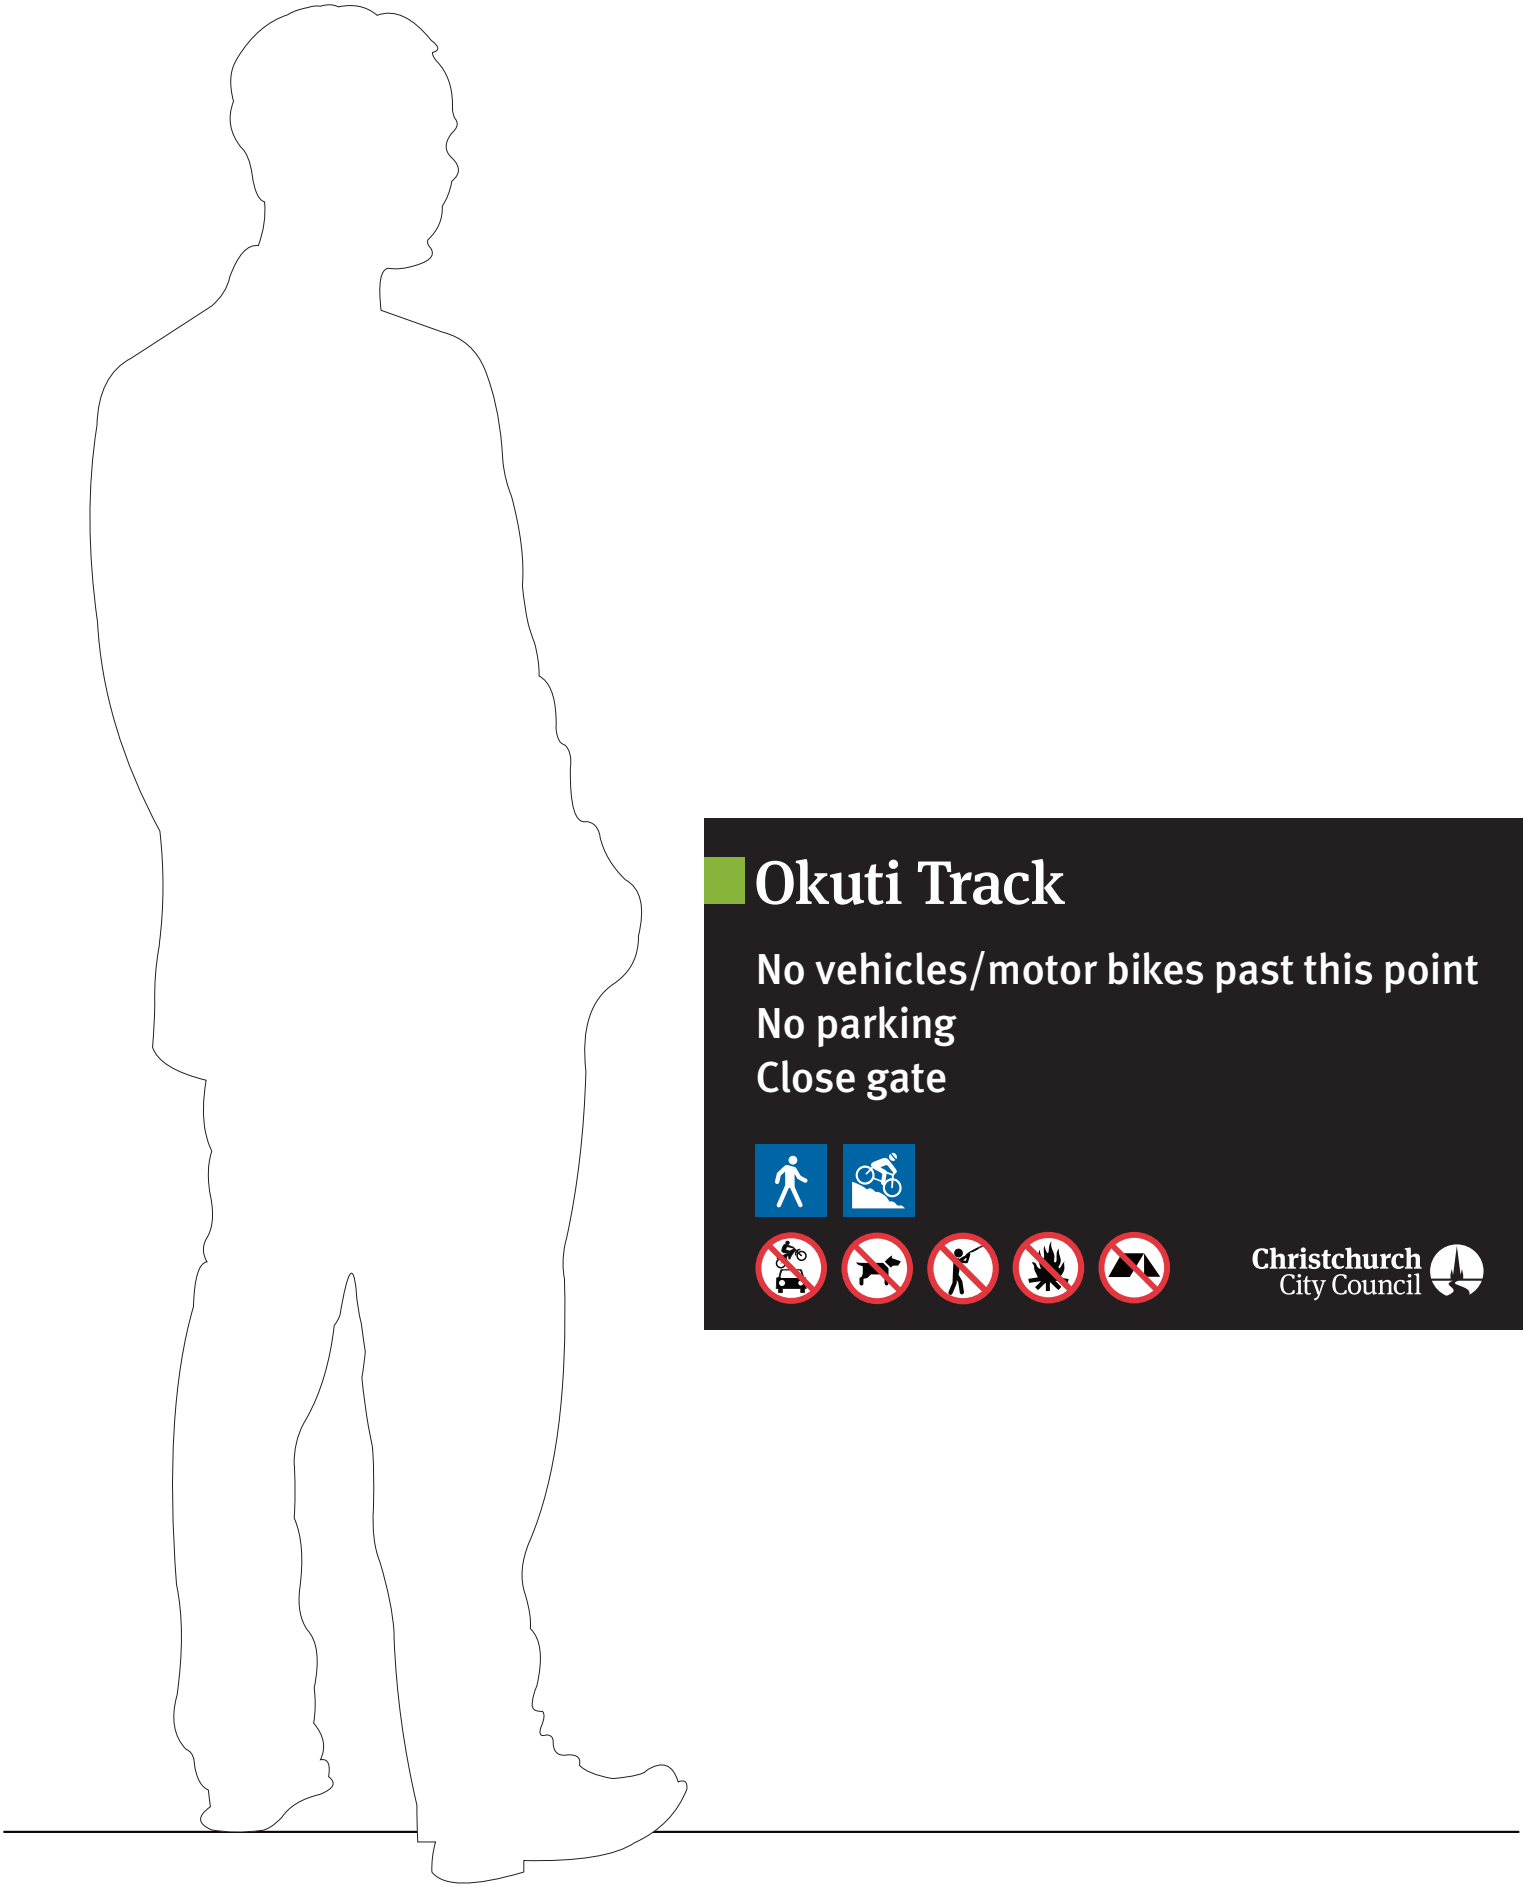 Okuti Track
No vehicles/motor bikes past this point
No parking
Close gate
Christchurch
City Council